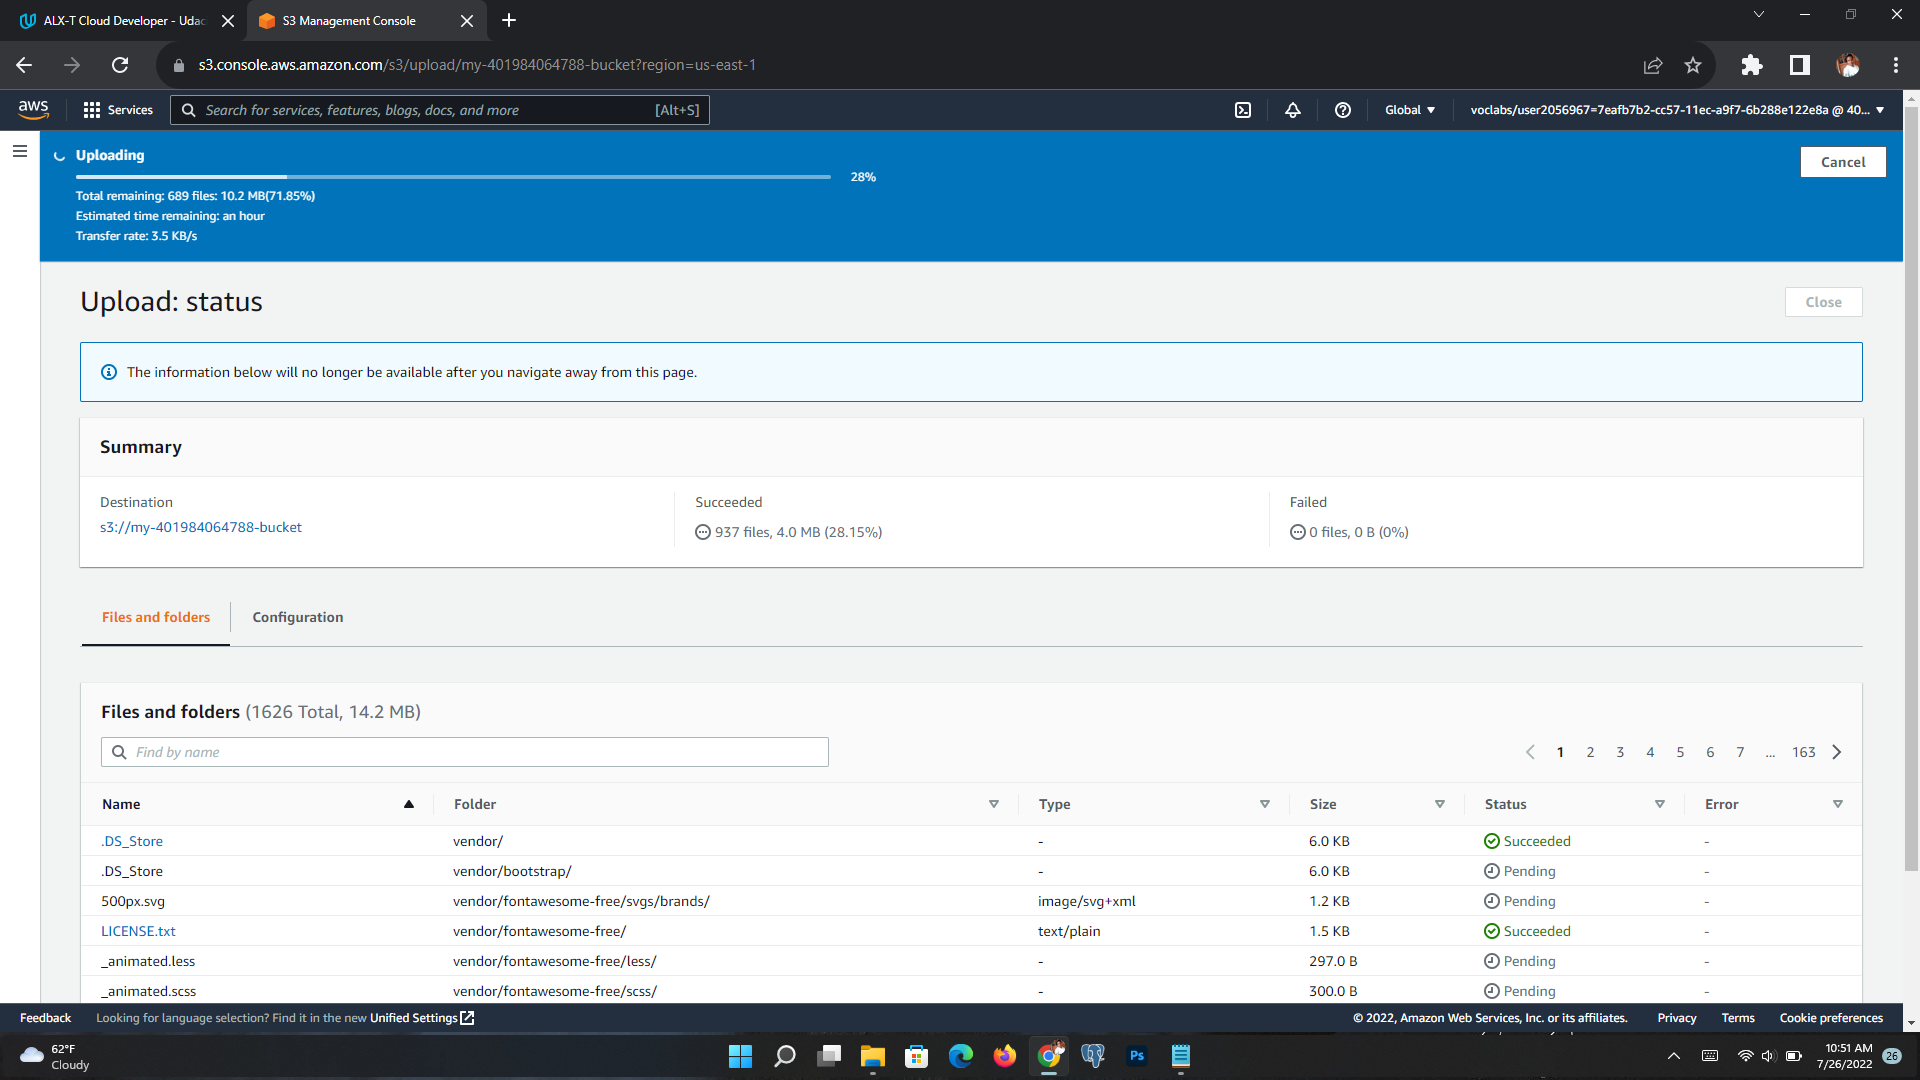 ALX-T Cloud Developer - Udac
S3 Management Console
s3.console.aws.amazon.com/s3/upload/my-401984064788-bucket?region=us-east-1
aws
Services
Search for services, features, blogs, docs, and more
[Alt+S]
Global
voclabs/user2056967=7eafb7b2-cc57-11ec-a9f7-6b288e122e8a @ 40...
Uploading
28%
Cancel
Total remaining: 689 files: 10.2 MB(71.85%)
Estimated time remaining: an hour
Transfer rate: 3.5 KB/s
Upload: status
Close
The information below will no longer be available after you navigate away from this page.
Summary
Destination
s3://my-401984064788-bucket
Succeeded
937 files, 4.0 MB (28.15%)
Failed
0 files, 0 B (0%)
Files and folders
Configuration
Files and folders (1626 Total, 14.2 MB)
Find by name
1 2 3 4 5 6 7 ... 163
Name Folder Type Size Status Error
.DS_Store vendor/ - 6.0 KB Succeeded -
.DS_Store vendor/bootstrap/ - 6.0 KB Pending -
500px.svg vendor/fontawesome-free/svgs/brands/ image/svg+xml 1.2 KB Pending -
LICENSE.txt vendor/fontawesome-free/ text/plain 1.5 KB Succeeded -
_animated.less vendor/fontawesome-free/less/ - 297.0 B Pending -
_animated.scss vendor/fontawesome-free/scss/ - 300.0 B Pending -
Feedback
Looking for language selection? Find it in the new Unified Settings
© 2022, Amazon Web Services, Inc. or its affiliates.
Privacy
Terms
Cookie preferences
62°F
Cloudy
Ps
10:51 AM
7/26/2022
26